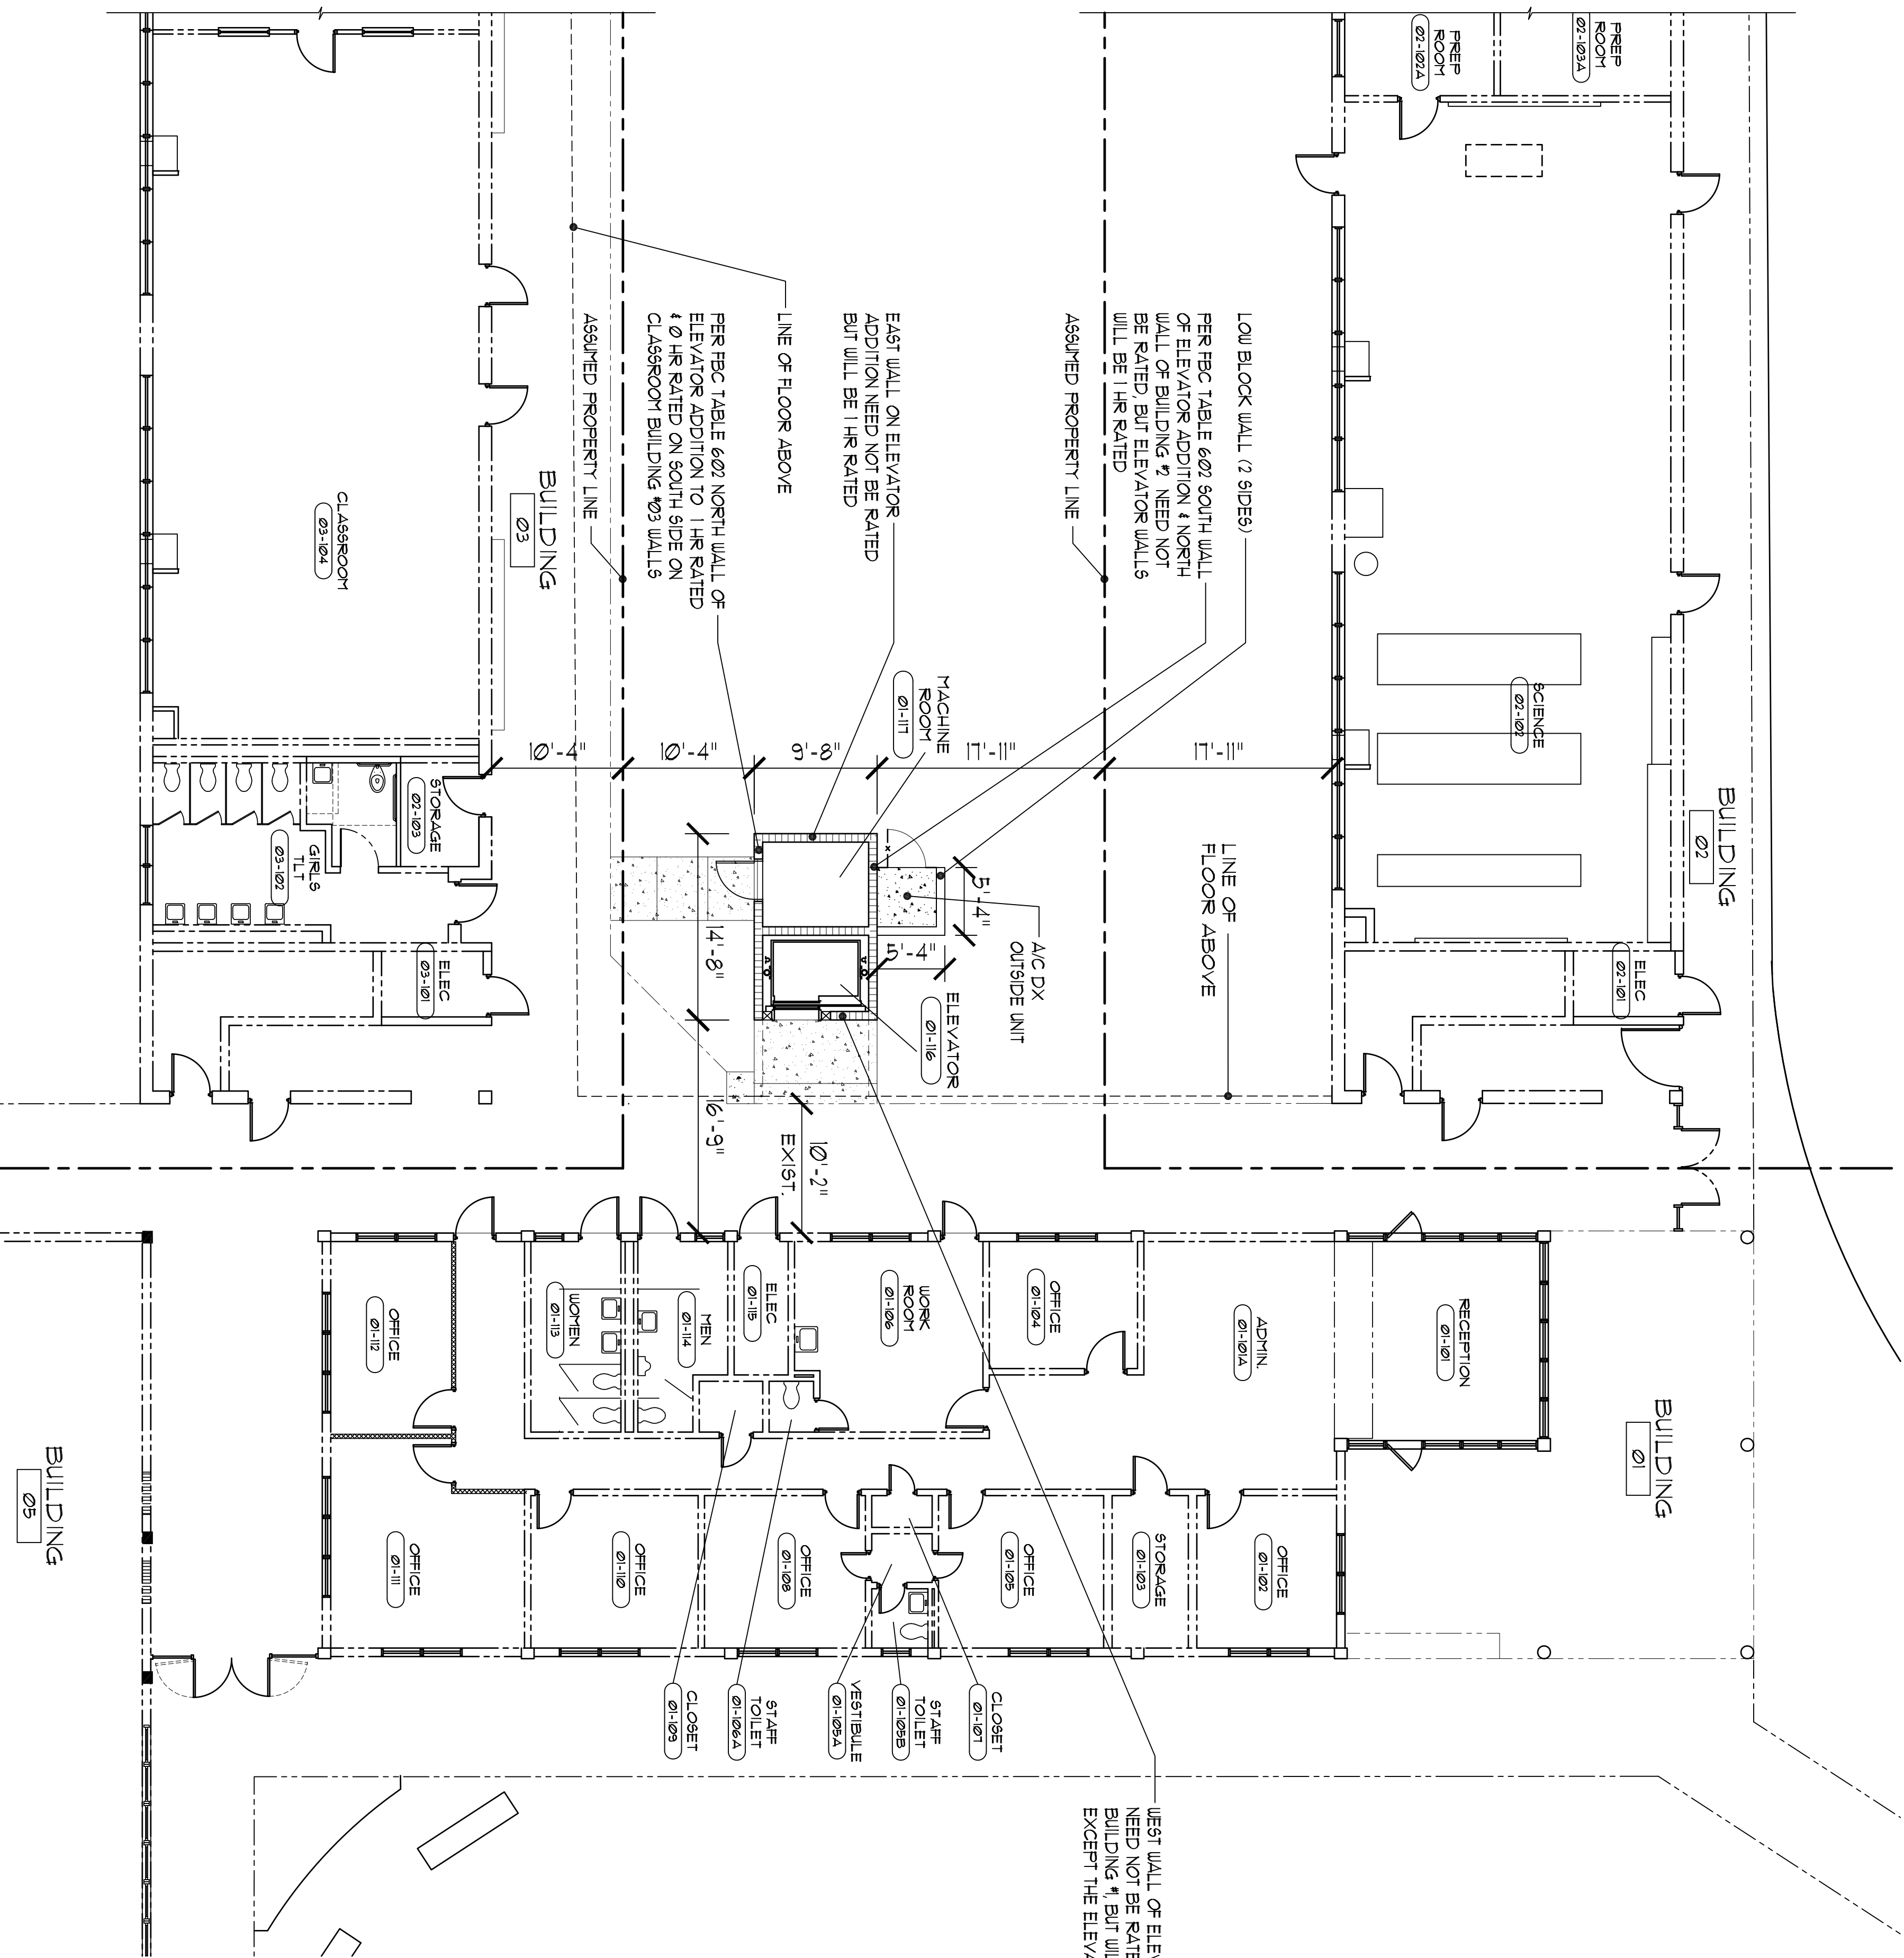 PREP
ROOM
02-103A
PREP
ROOM
02-102A
BUILDING
02
SCIENCE
02-102
ELEC
02-101
LOW BLOCK WALL (2 SIDES)
PER FBC TABLE 602 SOUTH WALL
OF ELEVATOR ADDITION & NORTH
WALL OF BUILDING #2 NEED NOT
BE RATED, BUT ELEVATOR WALLS
WILL BE 1 HR RATED
ASSUMED PROPERTY LINE
EAST WALL ON ELEVATOR
ADDITION NEED NOT BE RATED
BUT WILL BE 1 HR RATED
LINE OF FLOOR ABOVE
PER FBC TABLE 602 NORTH WALL OF
ELEVATOR ADDITION TO 1 HR RATED
& 0 HR RATED ON SOUTH SIDE ON
CLASSROOM BUILDING #03 WALLS
ASSUMED PROPERTY LINE
BUILDING
03
CLASSROOM
03-104
MACHINE
ROOM
01-117
10'-4"
10'-4"
9'-8"
17'-11"
17'-11"
LINE OF
FLOOR ABOVE
5'-4"
5'-4"
A/C DX
OUTSIDE UNIT
ELEVATOR
01-116
14'-8"
16'-9"
10'-2"
EXIST.
STORAGE
02-103
GIRLS
TLT
03-102
ELEC
03-101
BUILDING
01
RECEPTION
01-101
ADMIN.
01-101A
OFFICE
01-104
WORK
ROOM
01-106
ELEC
01-115
MEN
01-114
WOMEN
01-113
OFFICE
01-112
OFFICE
01-102
STORAGE
01-103
OFFICE
01-105
OFFICE
01-108
OFFICE
01-110
OFFICE
01-111
CLOSET
01-107
STAFF
TOILET
01-105B
VESTIBULE
01-105A
STAFF
TOILET
01-106A
CLOSET
01-109
BUILDING
05
WEST WALL OF ELEV
NEED NOT BE RATE
BUILDING #1, BUT WIL
EXCEPT THE ELEVA